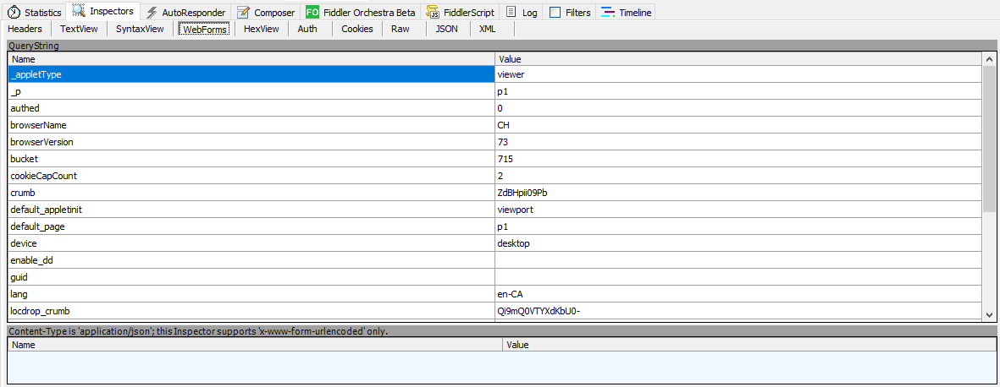 Statistics Inspectors AutoResponder Composer FO Fiddler Orchestra Beta JS FiddlerScript Log Filters Timeline
Headers TextView SyntaxView WebForms HexView Auth Cookies Raw JSON XML
QueryString
Name Value
_appletType viewer
_p p1
authed 0
browserName CH
browserVersion 73
bucket 715
cookieCapCount 2
crumb ZdBHpii09Pb
default_appletinit viewport
default_page p1
device desktop
enable_dd
guid
lang en-CA
locdrop_crumb Qi9mQ0VTYXdKbU0-
Content-Type is 'application/json'; this Inspector supports 'x-www-form-urlencoded' only.
Name Value